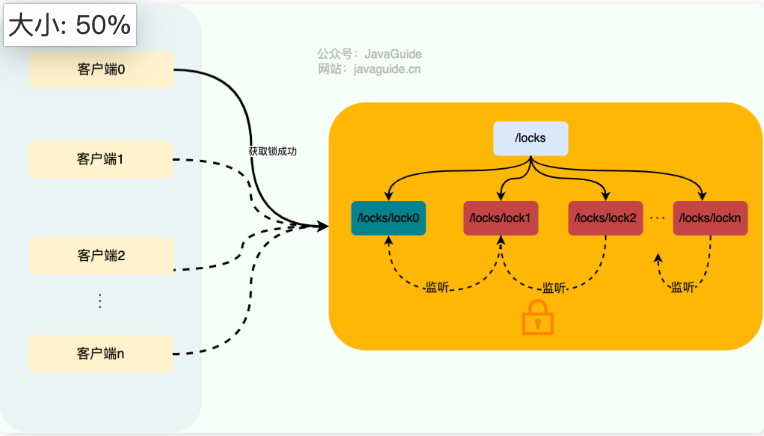 大小: 50%
公众号：JavaGuide
网站：javaguide.cn
客户端0
客户端1
客户端2
⋮
客户端n
获取锁成功
/locks
/locks/lock0
/locks/lock1
/locks/lock2
···
/locks/lockn
监听
监听
监听